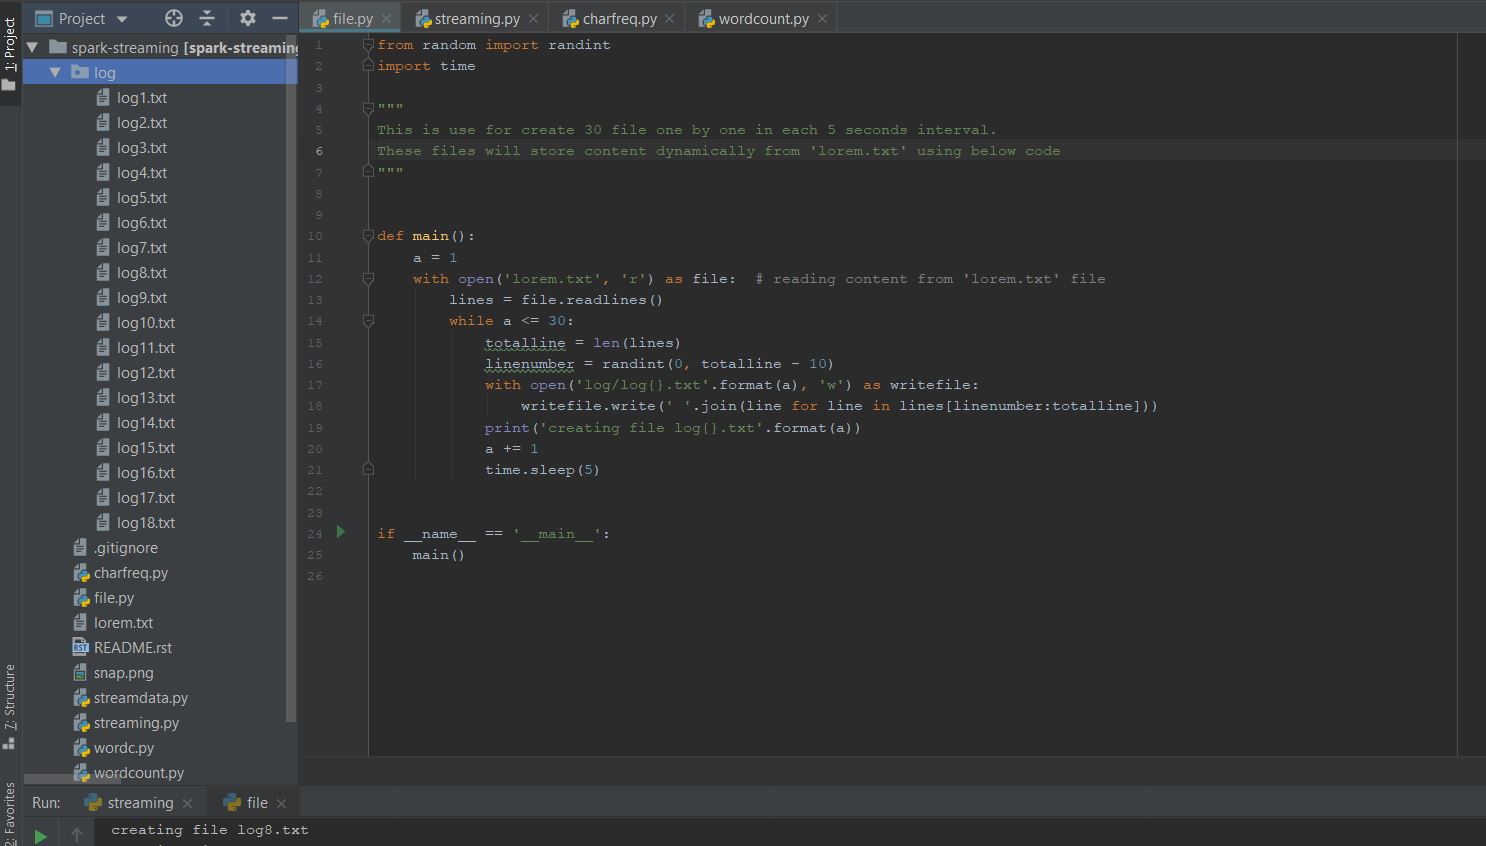 Project
file.py
streaming.py
charfreq.py
wordcount.py
1: Project
7: Structure
2: Favorites
spark-streaming [spark-streaming
log
log1.txt
log2.txt
log3.txt
log4.txt
log5.txt
log6.txt
log7.txt
log8.txt
log9.txt
log10.txt
log11.txt
log12.txt
log13.txt
log14.txt
log15.txt
log16.txt
log17.txt
log18.txt
.gitignore
charfreq.py
file.py
lorem.txt
README.rst
snap.png
streamdata.py
streaming.py
wordc.py
wordcount.py
1 from random import randint
2 import time
3
4 """
5 This is use for create 30 file one by one in each 5 seconds interval.
6 These files will store content dynamically from 'lorem.txt' using below code
7 """
8
9
10 def main():
11     a = 1
12     with open('lorem.txt', 'r') as file:  # reading content from 'lorem.txt' file
13         lines = file.readlines()
14         while a <= 30:
15             totalline = len(lines)
16             linenumber = randint(0, totalline - 10)
17             with open('log/log{}.txt'.format(a), 'w') as writefile:
18                 writefile.write(' '.join(line for line in lines[linenumber:totalline]))
19             print('creating file log{}.txt'.format(a))
20             a += 1
21             time.sleep(5)
22
23
24 if __name__ == '__main__':
25     main()
26
Run:
streaming
file
creating file log8.txt